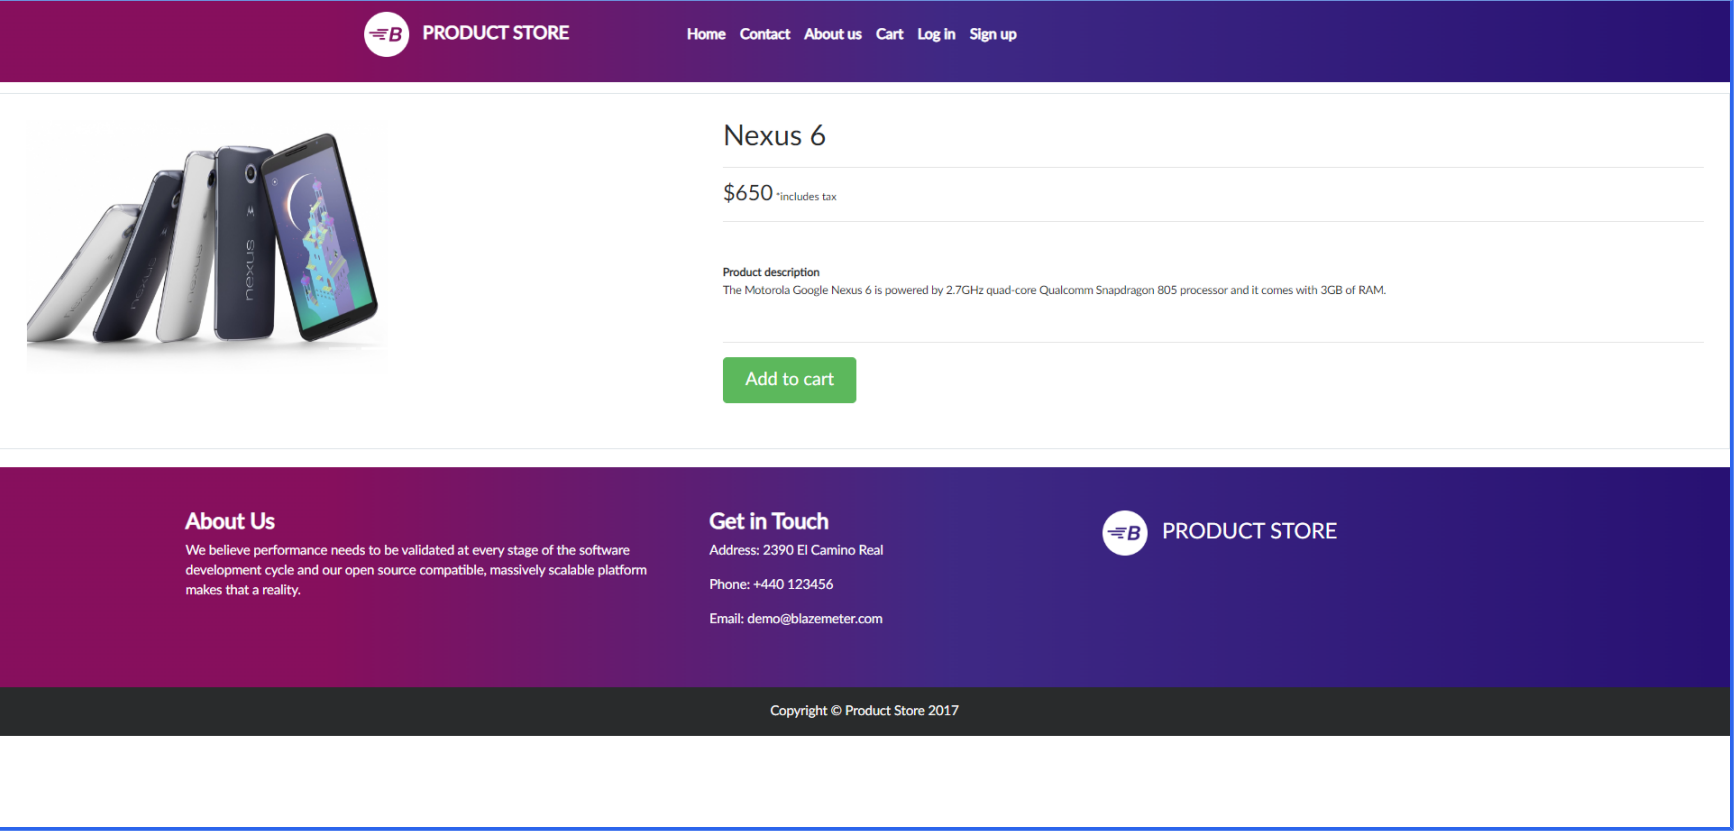 B PRODUCT STORE
Home Contact About us Cart Log in Sign up
nexus
nexus
nexus
Nexus 6
$650 *includes tax
Product description
The Motorola Google Nexus 6 is powered by 2.7GHz quad-core Qualcomm Snapdragon 805 processor and it comes with 3GB of RAM.
Add to cart
About Us
We believe performance needs to be validated at every stage of the software
development cycle and our open source compatible, massively scalable platform
makes that a reality.
Get in Touch
Address: 2390 El Camino Real
Phone: +440 123456
Email: demo@blazemeter.com
B PRODUCT STORE
Copyright © Product Store 2017